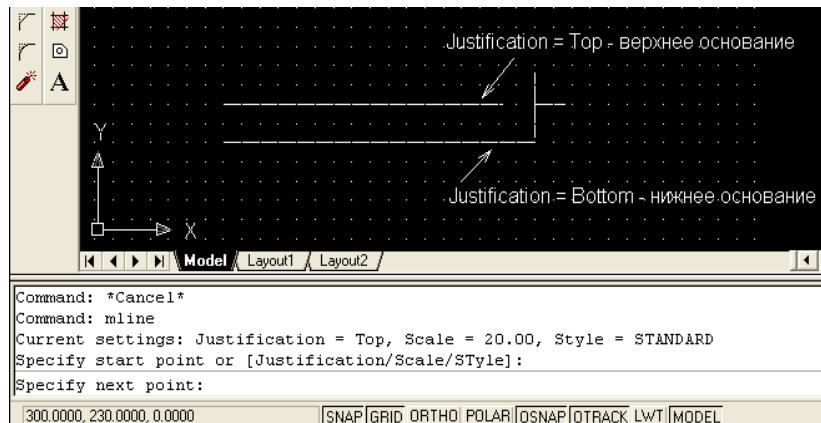 Justification = Top - верхнее основание
A
Y
Justification = Bottom - нижнее основание
X
Model Layout1 Layout2
Command: *Cancel*
Command: mline
Current settings: Justification = Top, Scale = 20.00, Style = STANDARD
Specify start point or [Justification/Scale/STyle]:
Specify next point:
300.0000, 230.0000, 0.0000 SNAP GRID ORTHO POLAR OSNAP OTRACK LWT MODEL